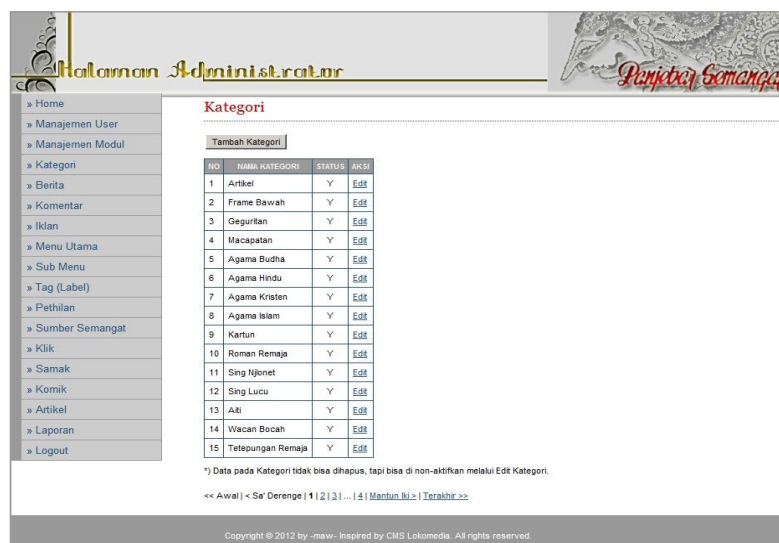 Halaman Administrator
Panjebar Semangat
» Home
» Manajemen User
» Manajemen Modul
» Kategori
» Berita
» Komentar
» Iklan
» Menu Utama
» Sub Menu
» Tag (Label)
» Pethilan
» Sumber Semangat
» Klik
» Samak
» Komik
» Artikel
» Laporan
» Logout
Kategori
Tambah Kategori
NO NAMA KATEGORI STATUS AKSI
1 Artikel Y Edit
2 Frame Bawah Y Edit
3 Geguritan Y Edit
4 Macapatan Y Edit
5 Agama Budha Y Edit
6 Agama Hindu Y Edit
7 Agama Kristen Y Edit
8 Agama Islam Y Edit
9 Kartun Y Edit
10 Roman Remaja Y Edit
11 Sing Njlonet Y Edit
12 Sing Lucu Y Edit
13 Aiti Y Edit
14 Wacan Bocah Y Edit
15 Tetepungan Remaja Y Edit
*) Data pada Kategori tidak bisa dihapus, tapi bisa di non-aktifkan melalui Edit Kategori.
<< Awal | < Sa' Derenge | 1 | 2 | 3 | ... | 4 | Mantun Iki > | Terakhir >>
Copyright © 2012 by -maw- Inspired by CMS Lokomedia. All rights reserved.